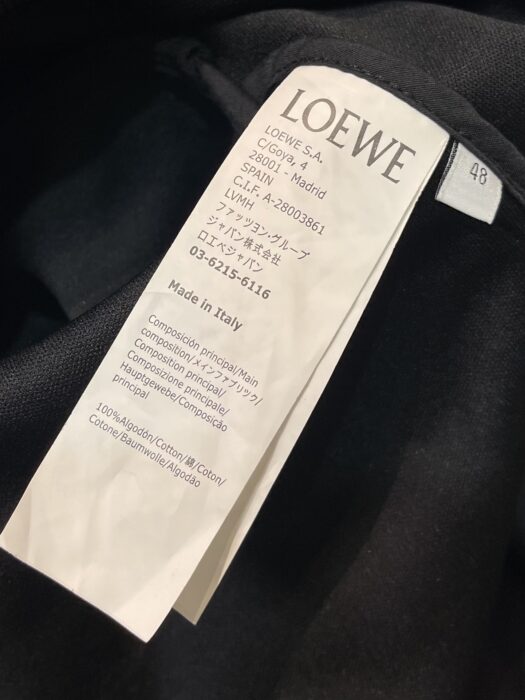 LOEWE
LOEWE S.A.
C/Goya, 4
28001 - Madrid
SPAIN
C.I.F. A-28003861
LVMH
ファッション.グループ
ジャパン株式会社
ロエベジャパン
03-6215-6116
Made in Italy
Composición principal/Main
composition/メインファブリック/
Composition principal/
Composizione principale/
Hauptgewebe/Composição
principal
100%Algodón/Cotton/綿/Coton/
Cotone/Baumwolle/Algodão
48